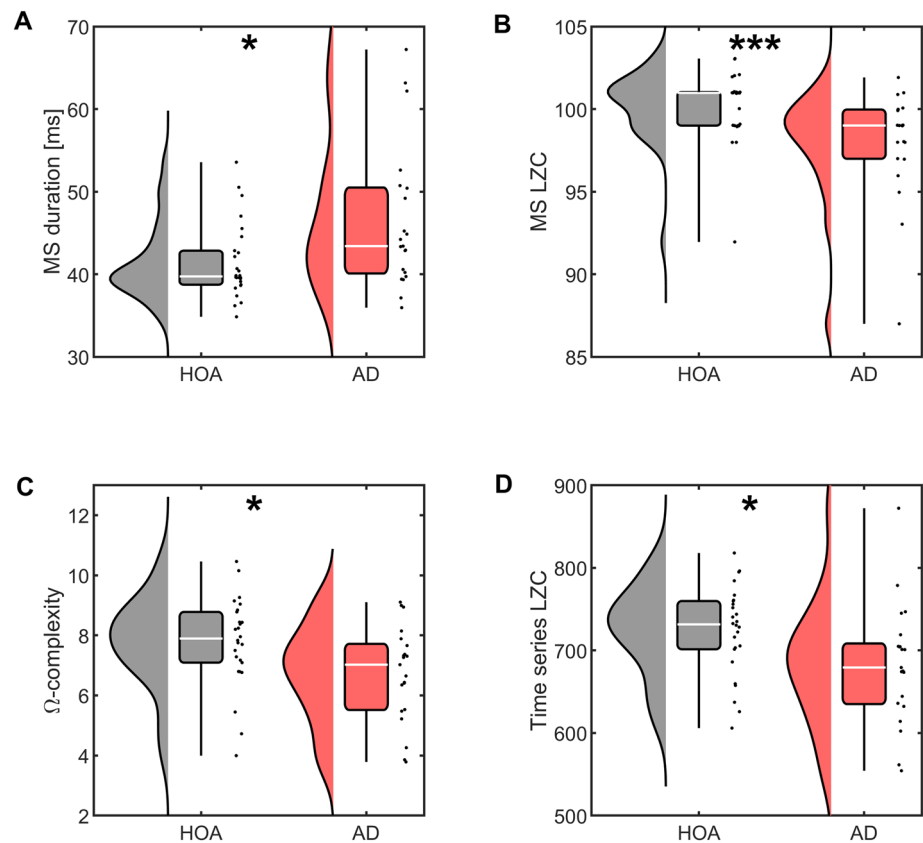 A
*
MS duration [ms]
70
60
50
40
30
HOA
AD
B
***
MS LZC
105
100
95
90
85
HOA
AD
C
*
Ω-complexity
12
10
8
6
4
2
HOA
AD
D
*
Time series LZC
900
800
700
600
500
HOA
AD